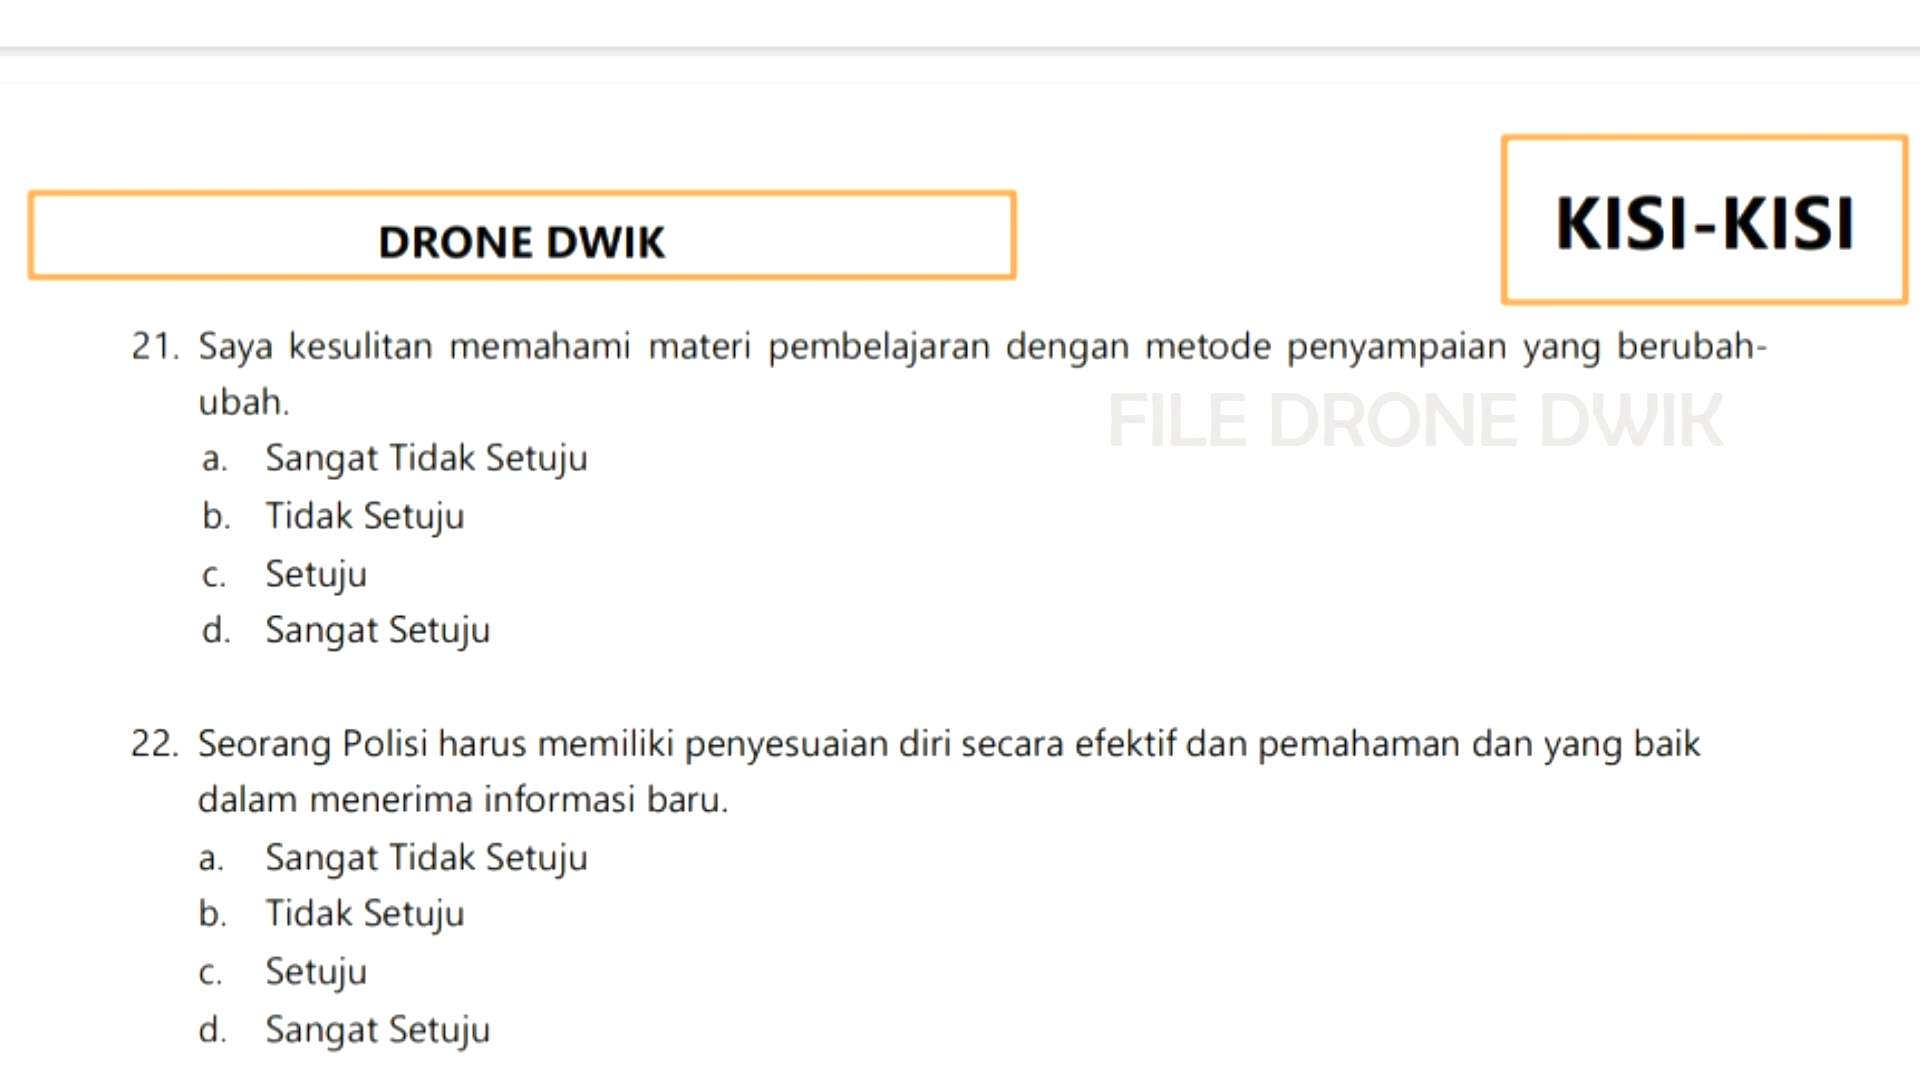 DRONE DWIK
KISI-KISI
21. Saya kesulitan memahami materi pembelajaran dengan metode penyampaian yang berubah-
ubah.
FILE DRONE DWIK
a. Sangat Tidak Setuju
b. Tidak Setuju
c. Setuju
d. Sangat Setuju
22. Seorang Polisi harus memiliki penyesuaian diri secara efektif dan pemahaman dan yang baik
dalam menerima informasi baru.
a. Sangat Tidak Setuju
b. Tidak Setuju
c. Setuju
d. Sangat Setuju